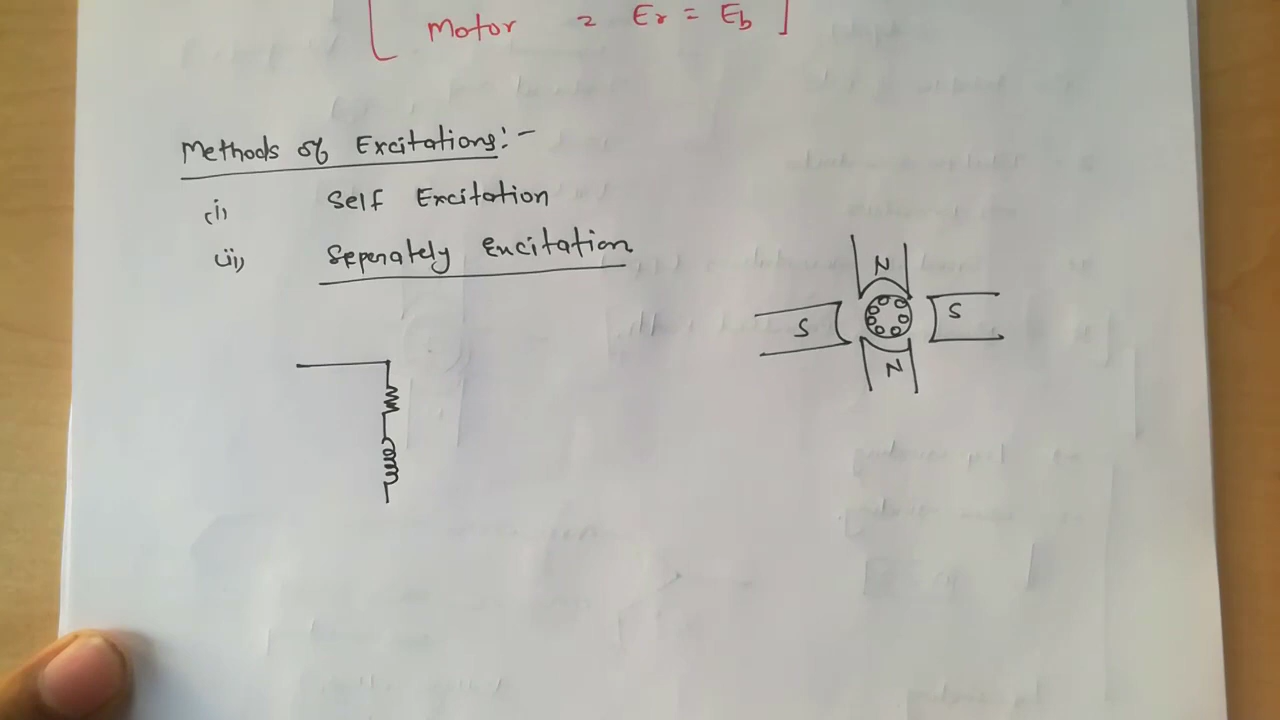 Motor = Er = Eb ]
Methods of Excitations:-
(i) Self Excitation
(ii) Seperately Excitation
N
S
S
N